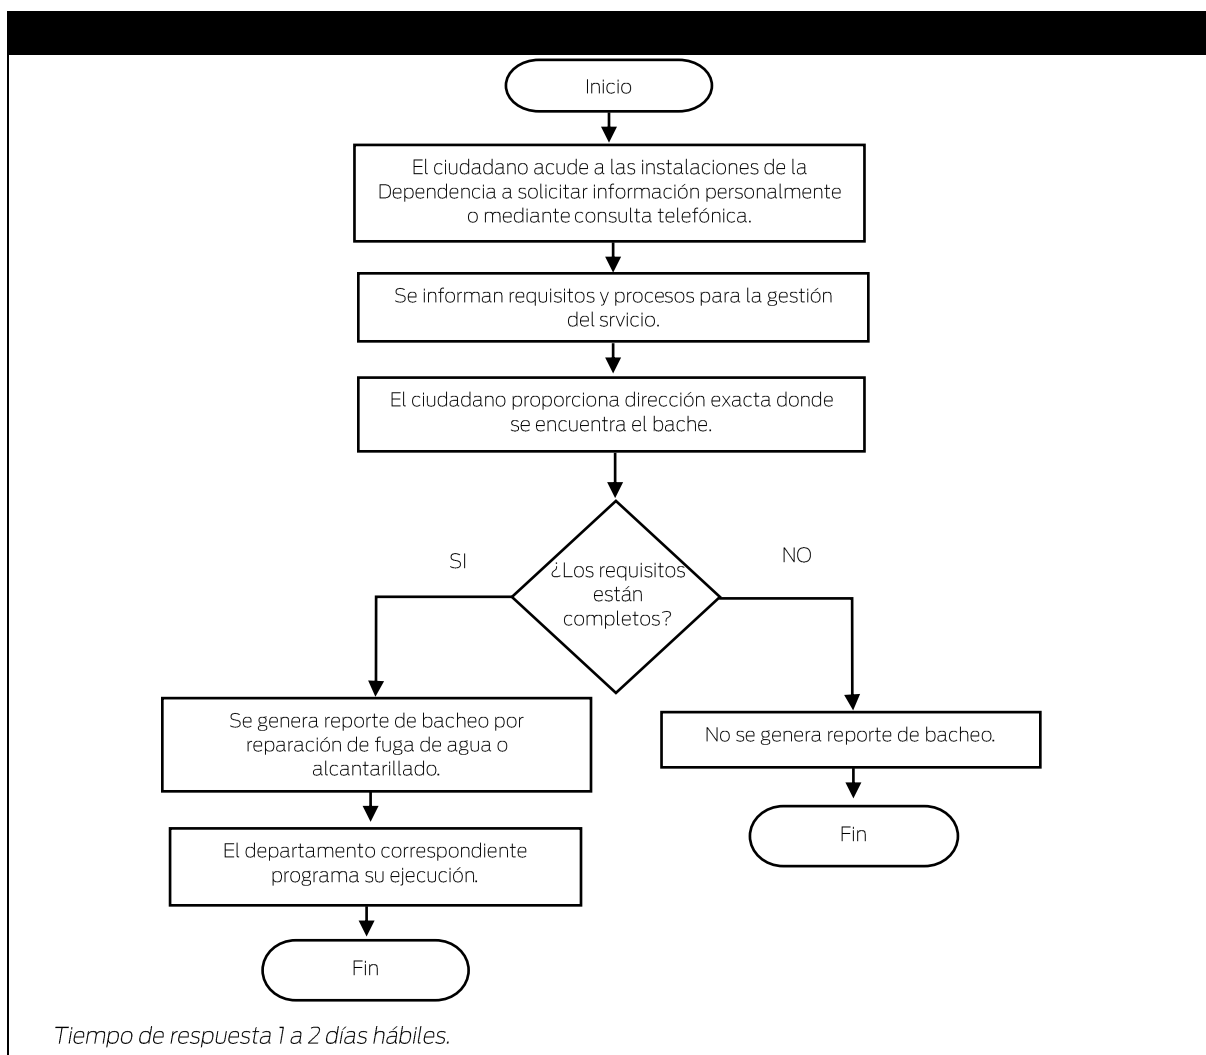 Inicio
El ciudadano acude a las instalaciones de la
Dependencia a solicitar información personalmente
o mediante consulta telefónica.
Se informan requisitos y procesos para la gestión
del srvicio.
El ciudadano proporciona dirección exacta donde
se encuentra el bache.
SI
NO
¿Los requisitos
están
completos?
Se genera reporte de bacheo por
reparación de fuga de agua o
alcantarillado.
No se genera reporte de bacheo.
El departamento correspondiente
programa su ejecución.
Fin
Fin
Tiempo de respuesta 1 a 2 días hábiles.